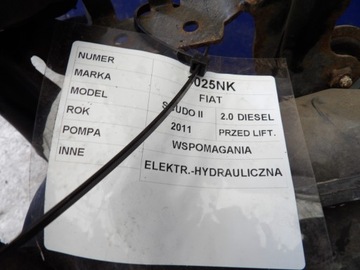 NUMER 025NK
MARKA FIAT
MODEL SCUDO II 2.0 DIESEL
ROK 2011 PRZED LIFT.
POMPA WSPOMAGANIA
INNE ELEKTR.-HYDRAULICZNA